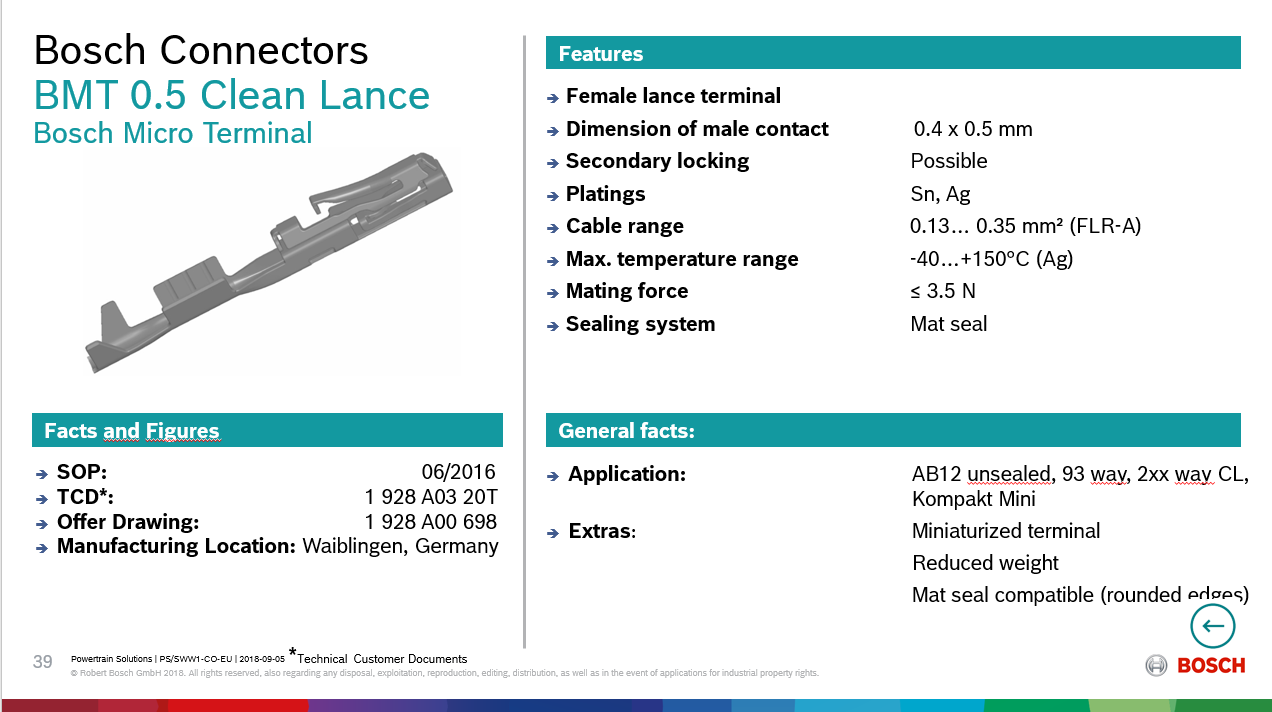 Bosch Connectors
BMT 0.5 Clean Lance
Bosch Micro Terminal
Features
Female lance terminal
Dimension of male contact 0.4 x 0.5 mm
Secondary locking Possible
Platings Sn, Ag
Cable range 0.13... 0.35 mm² (FLR-A)
Max. temperature range -40...+150°C (Ag)
Mating force ≤ 3.5 N
Sealing system Mat seal
Facts and Figures
SOP: 06/2016
TCD*: 1 928 A03 20T
Offer Drawing: 1 928 A00 698
Manufacturing Location: Waiblingen, Germany
General facts:
Application: AB12 unsealed, 93 way, 2xx way CL,
Kompakt Mini
Extras: Miniaturized terminal
Reduced weight
Mat seal compatible (rounded edges)
39
Powertrain Solutions | PS/SWW1-CO-EU | 2018-09-05 *Technical Customer Documents
© Robert Bosch GmbH 2018. All rights reserved, also regarding any disposal, exploitation, reproduction, editing, distribution, as well as in the event of applications for industrial property rights.
BOSCH